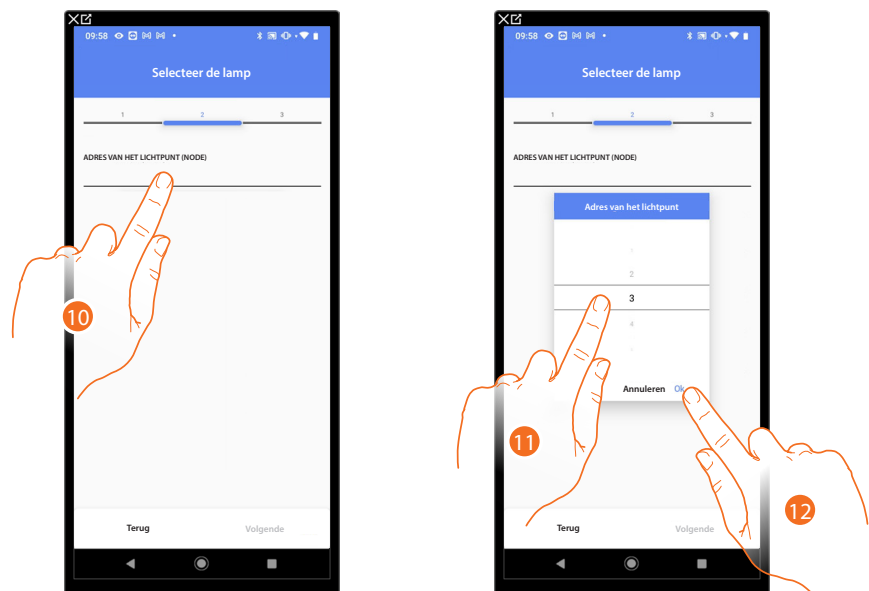 09:58
Selecteer de lamp
1 2 3
ADRES VAN HET LICHTPUNT (NODE)
10
Terug Volgende
09:58
Selecteer de lamp
1 2 3
ADRES VAN HET LICHTPUNT (NODE)
Adres van het lichtpunt
1
2
3
4
11
Annuleren Ok
12
Terug Volgende